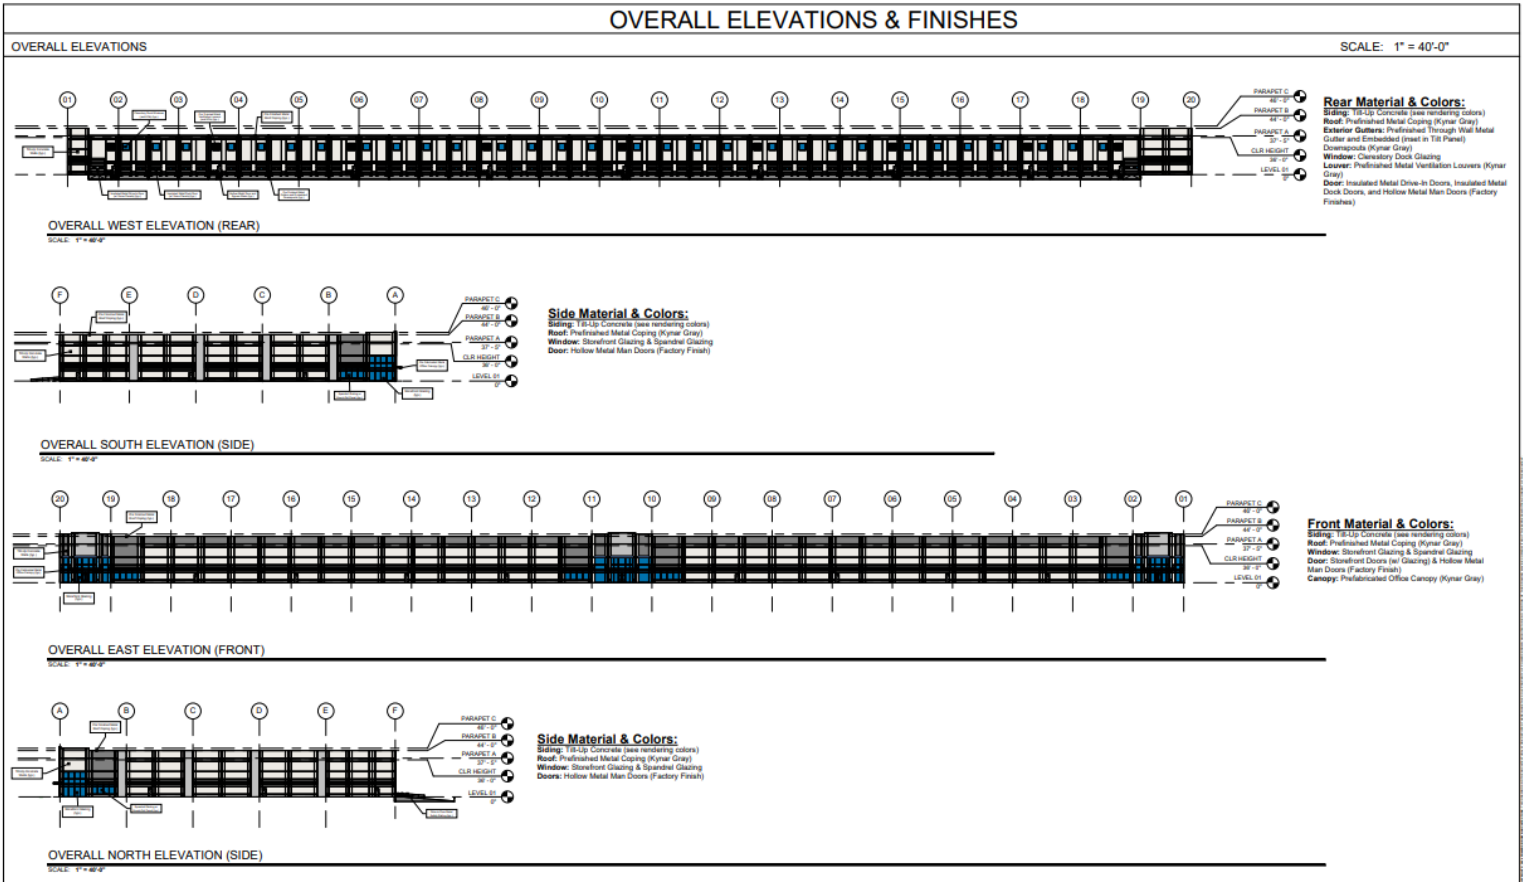 OVERALL ELEVATIONS & FINISHES
OVERALL ELEVATIONS
SCALE: 1" = 40'-0"
01 02 03 04 05 06 07 08 09 10 11 12 13 14 15 16 17 18 19 20
PARAPET C
46' - 0"
PARAPET B
44' - 0"
PARAPET A
37' - 5"
CLR HEIGHT
36' - 0"
LEVEL 01
0"
Rear Material & Colors:
Siding: Tilt-Up Concrete (see rendering colors)
Roof: Prefinished Metal Coping (Kynar Gray)
Exterior Gutters: Prefinished Through Wall Metal
Gutter and Embedded (inset in Tilt Panel)
Downspouts (Kynar Gray)
Window: Clerestory Dock Glazing
Louver: Prefinished Metal Ventilation Louvers (Kynar
Gray)
Door: Insulated Metal Drive-In Doors, Insulated Metal
Dock Doors, and Hollow Metal Man Doors (Factory
Finishes)
OVERALL WEST ELEVATION (REAR)
SCALE: 1" = 40'-0"
F E D C B A
PARAPET C
46' - 0"
PARAPET B
44' - 0"
PARAPET A
37' - 5"
CLR HEIGHT
36' - 0"
LEVEL 01
0"
Side Material & Colors:
Siding: Tilt-Up Concrete (see rendering colors)
Roof: Prefinished Metal Coping (Kynar Gray)
Window: Storefront Glazing & Spandrel Glazing
Door: Hollow Metal Man Doors (Factory Finish)
OVERALL SOUTH ELEVATION (SIDE)
SCALE: 1" = 40'-0"
20 19 18 17 16 15 14 13 12 11 10 09 08 07 06 05 04 03 02 01
PARAPET C
46' - 0"
PARAPET B
44' - 0"
PARAPET A
37' - 5"
CLR HEIGHT
36' - 0"
LEVEL 01
0"
Front Material & Colors:
Siding: Tilt-Up Concrete (see rendering colors)
Roof: Prefinished Metal Coping (Kynar Gray)
Window: Storefront Glazing & Spandrel Glazing
Door: Storefront Doors (w/ Glazing) & Hollow Metal
Man Doors (Factory Finish)
Canopy: Prefabricated Office Canopy (Kynar Gray)
OVERALL EAST ELEVATION (FRONT)
SCALE: 1" = 40'-0"
A B C D E F
PARAPET C
46' - 0"
PARAPET B
44' - 0"
PARAPET A
37' - 5"
CLR HEIGHT
36' - 0"
LEVEL 01
0"
Side Material & Colors:
Siding: Tilt-Up Concrete (see rendering colors)
Roof: Prefinished Metal Coping (Kynar Gray)
Window: Storefront Glazing & Spandrel Glazing
Doors: Hollow Metal Man Doors (Factory Finish)
OVERALL NORTH ELEVATION (SIDE)
SCALE: 1" = 40'-0"